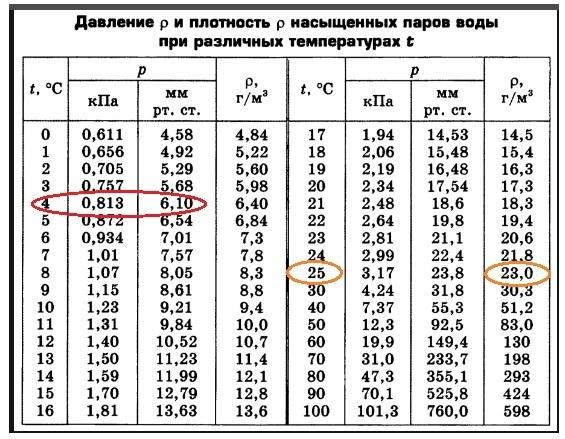 Давление ρ и плотность ρ насыщенных паров воды
при различных температурах t
t, °C p ρ, г/м³ t, °C p ρ, г/м³
кПа мм рт. ст. кПа мм рт. ст.
0 0,611 4,58 4,84 17 1,94 14,53 14,5
1 0,656 4,92 5,22 18 2,06 15,48 15,4
2 0,705 5,29 5,60 19 2,19 16,48 16,3
3 0,757 5,68 5,98 20 2,34 17,54 17,3
4 0,813 6,10 6,40 21 2,48 18,6 18,3
5 0,872 6,54 6,84 22 2,64 19,8 19,4
6 0,934 7,01 7,3 23 2,81 21,1 20,6
7 1,01 7,57 7,8 24 2,99 22,4 21,8
8 1,07 8,05 8,3 25 3,17 23,8 23,0
9 1,15 8,61 8,8 30 4,24 31,8 30,3
10 1,23 9,21 9,4 40 7,37 55,3 51,2
11 1,31 9,84 10,0 50 12,3 92,5 83,0
12 1,40 10,52 10,7 60 19,9 149,4 130
13 1,50 11,23 11,4 70 31,0 233,7 198
14 1,59 11,99 12,1 80 47,3 355,1 293
15 1,70 12,79 12,8 90 70,1 525,8 424
16 1,81 13,63 13,6 100 101,3 760,0 598